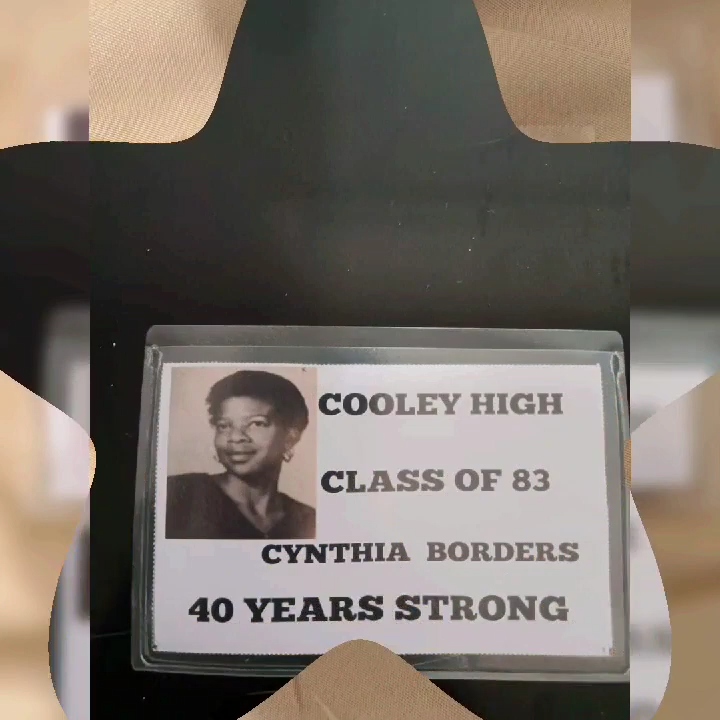 COOLEY HIGH
CLASS OF 83
CYNTHIA BORDERS
40 YEARS STRONG